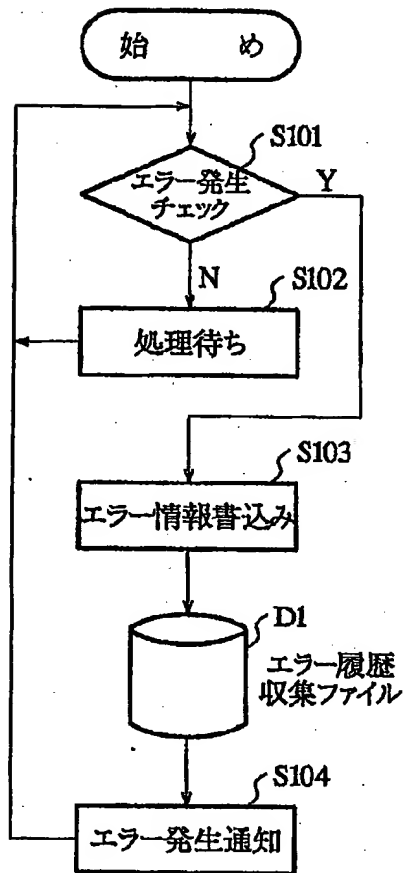 始 め
S101
エラー発生
チェック
Y
N
S102
処理待ち
S103
エラー情報書込み
D1
エラー履歴
収集ファイル
S104
エラー発生通知